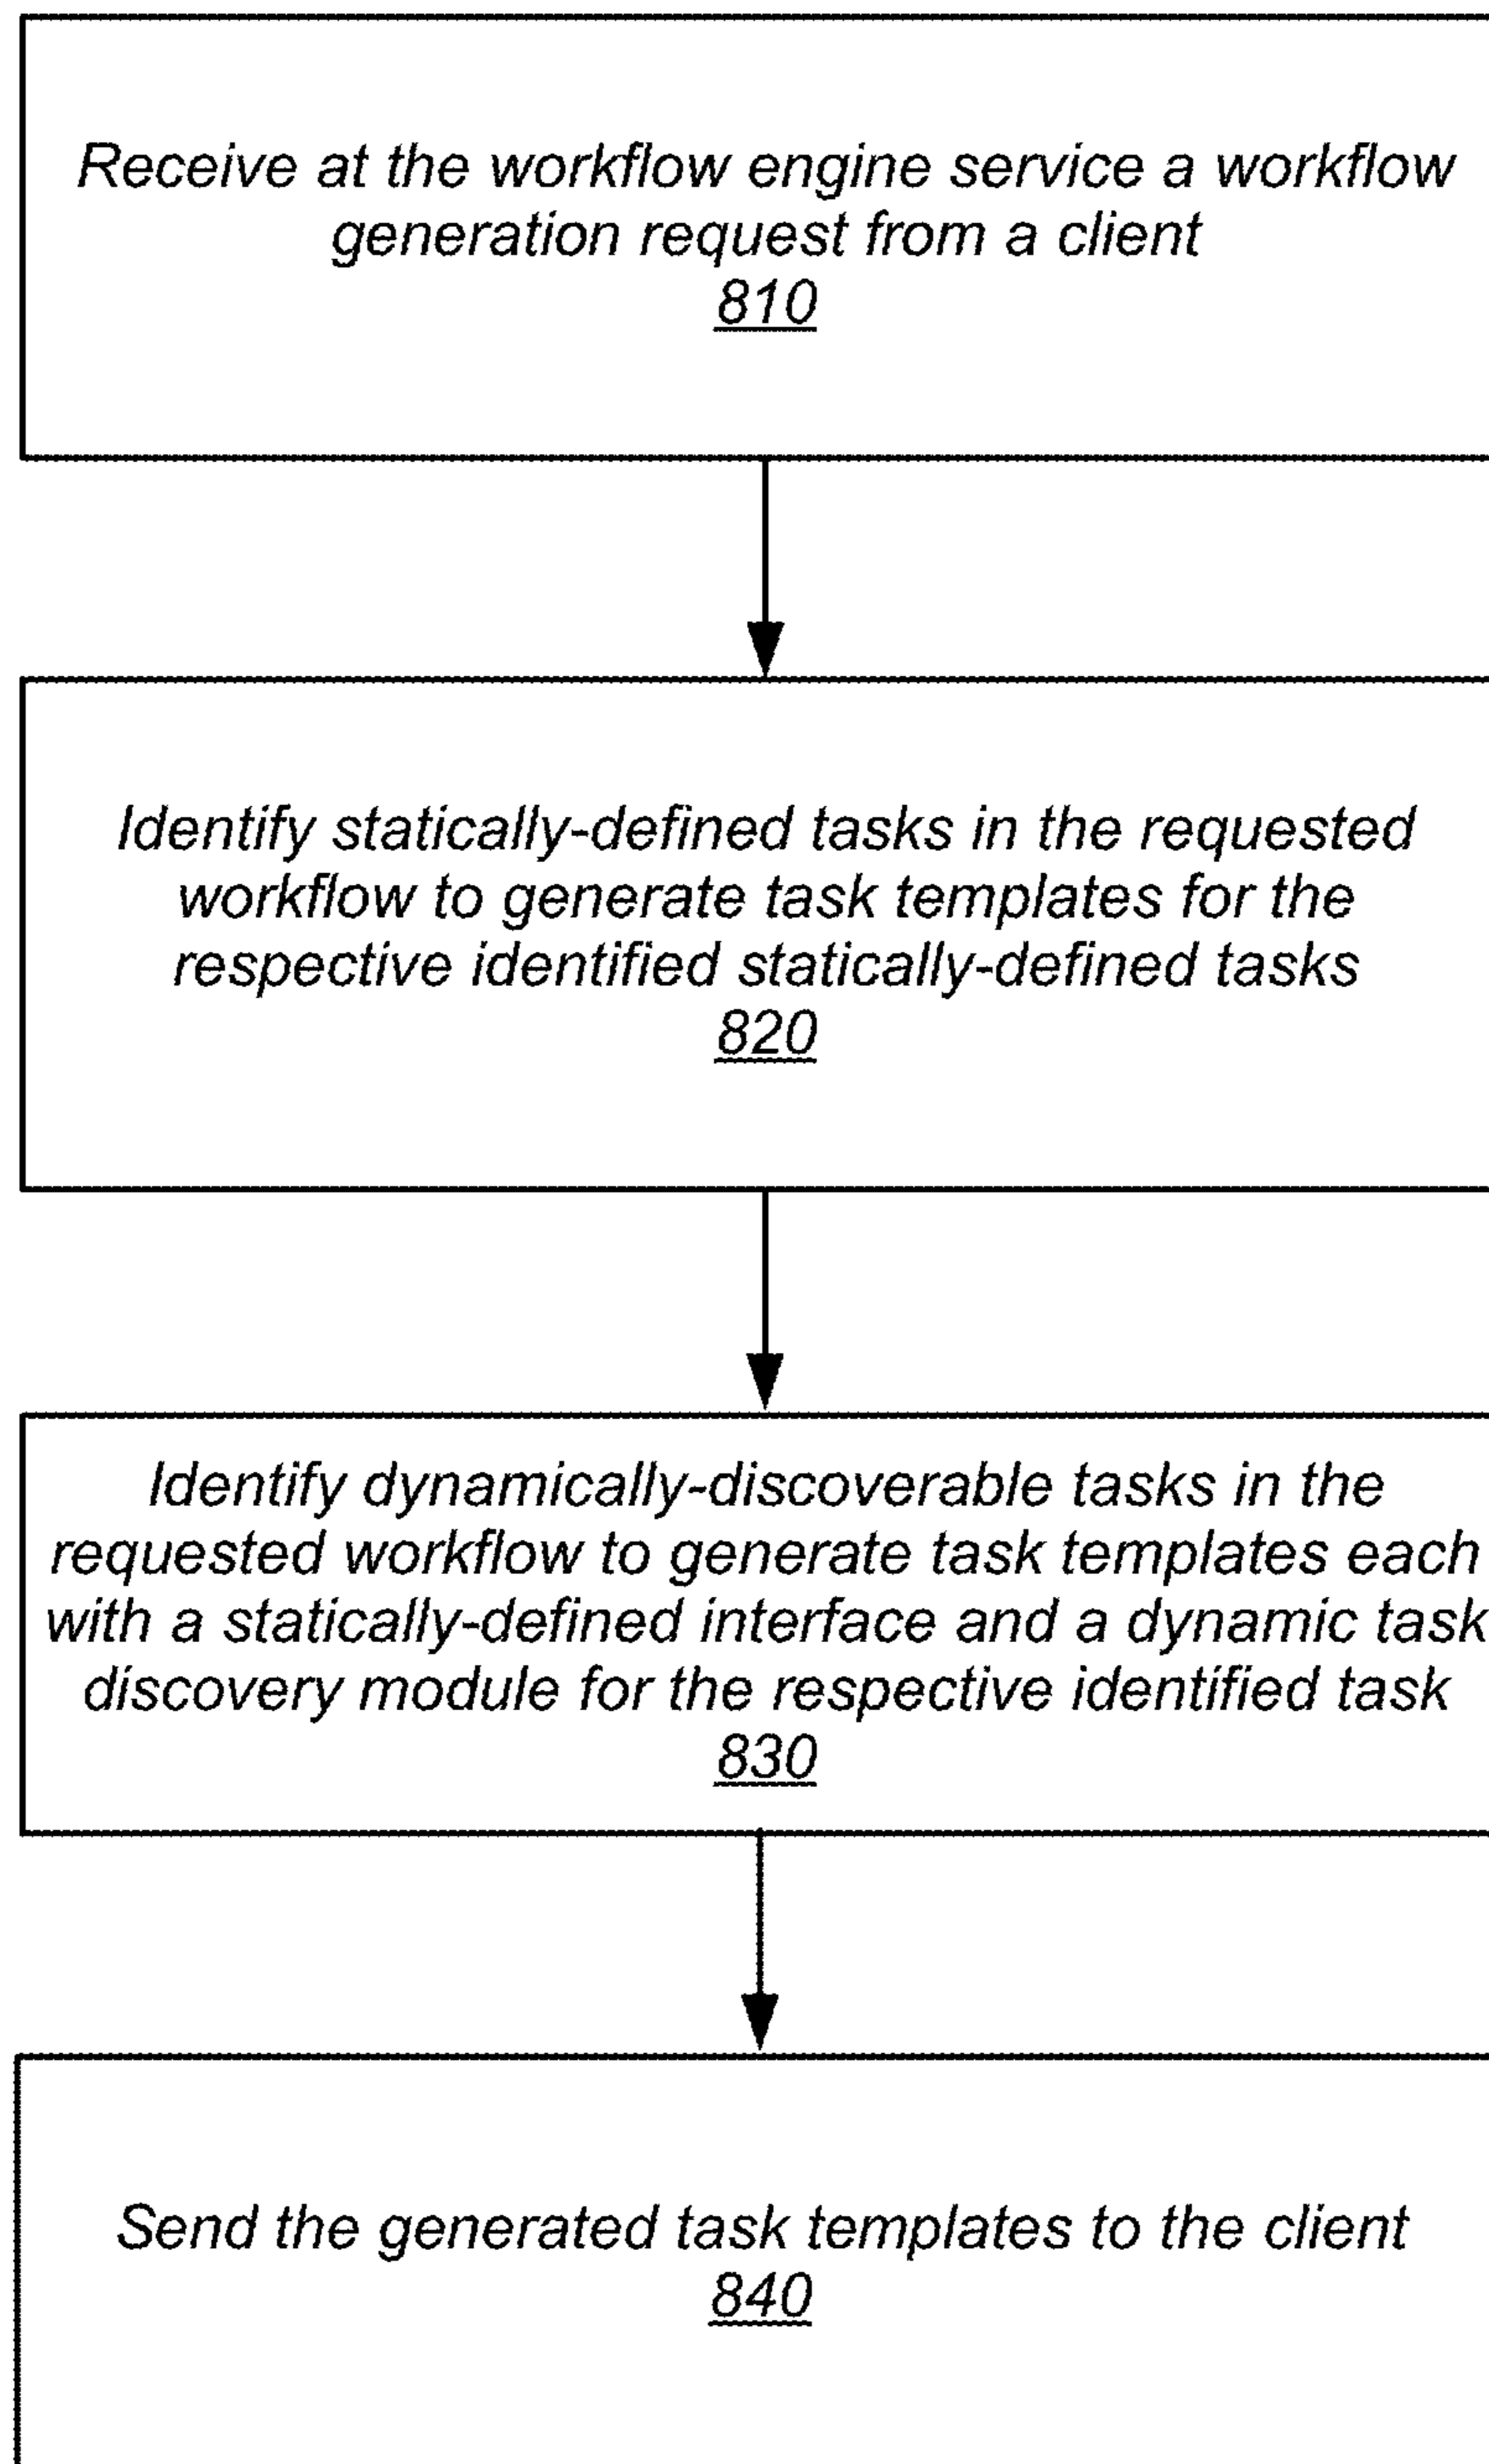 Receive at the workflow engine service a workflow
generation request from a client
810
Identify statically-defined tasks in the requested
workflow to generate task templates for the
respective identified statically-defined tasks
820
Identify dynamically-discoverable tasks in the
requested workflow to generate task templates each
with a statically-defined interface and a dynamic task
discovery module for the respective identified task
830
Send the generated task templates to the client
840